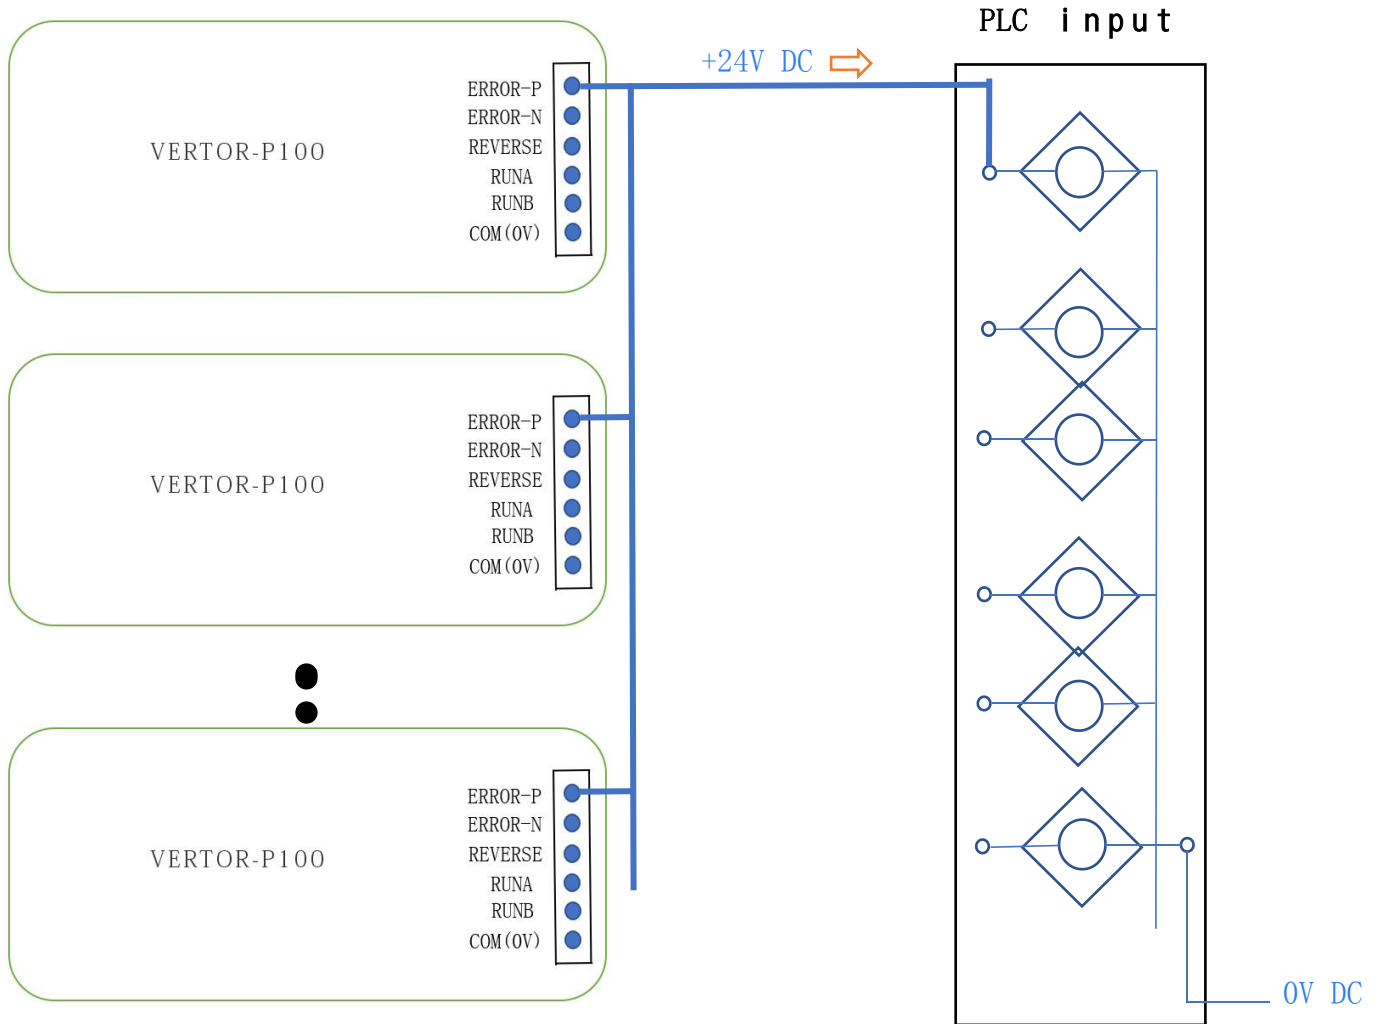 PLC input
+24V DC
VERTOR-P100
ERROR-P
ERROR-N
REVERSE
RUNA
RUNB
COM(0V)
VERTOR-P100
ERROR-P
ERROR-N
REVERSE
RUNA
RUNB
COM(0V)
VERTOR-P100
ERROR-P
ERROR-N
REVERSE
RUNA
RUNB
COM(0V)
0V DC